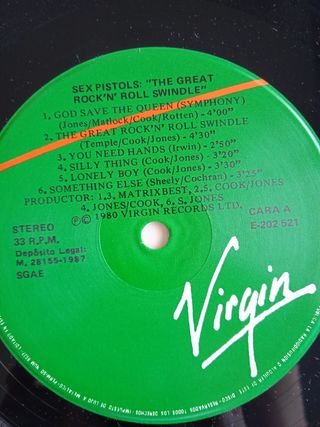 SEX PISTOLS: "THE GREAT
ROCK'N' ROLL SWINDLE"
1. GOD SAVE THE QUEEN (SYMPHONY)
(Jones/Matlock/Cook/Rotten) - 4'00"
2. THE GREAT ROCK'N' ROLL SWINDLE
(Temple/Cook/Jones) - 4'30"
3. YOU NEED HANDS (Irwin) - 2'50"
4. SILLY THING (Cook/Jones) - 3'20"
5. LONELY BOY (Cook/Jones) - 3'30"
6. SOMETHING ELSE (Sheely/Cochran) - 3'25"
PRODUCTOR: 1,3, MATRIXBEST, 2,5, COOK/JONES
4, JONES/COOK, 6, S. JONES
Ⓟ© 1980 VIRGIN RECORDS LTD.
STEREO
33 R.P.M.
Depósito Legal:
M. 28155-1987
SGAE
CARA A
E-202 521
Virgin